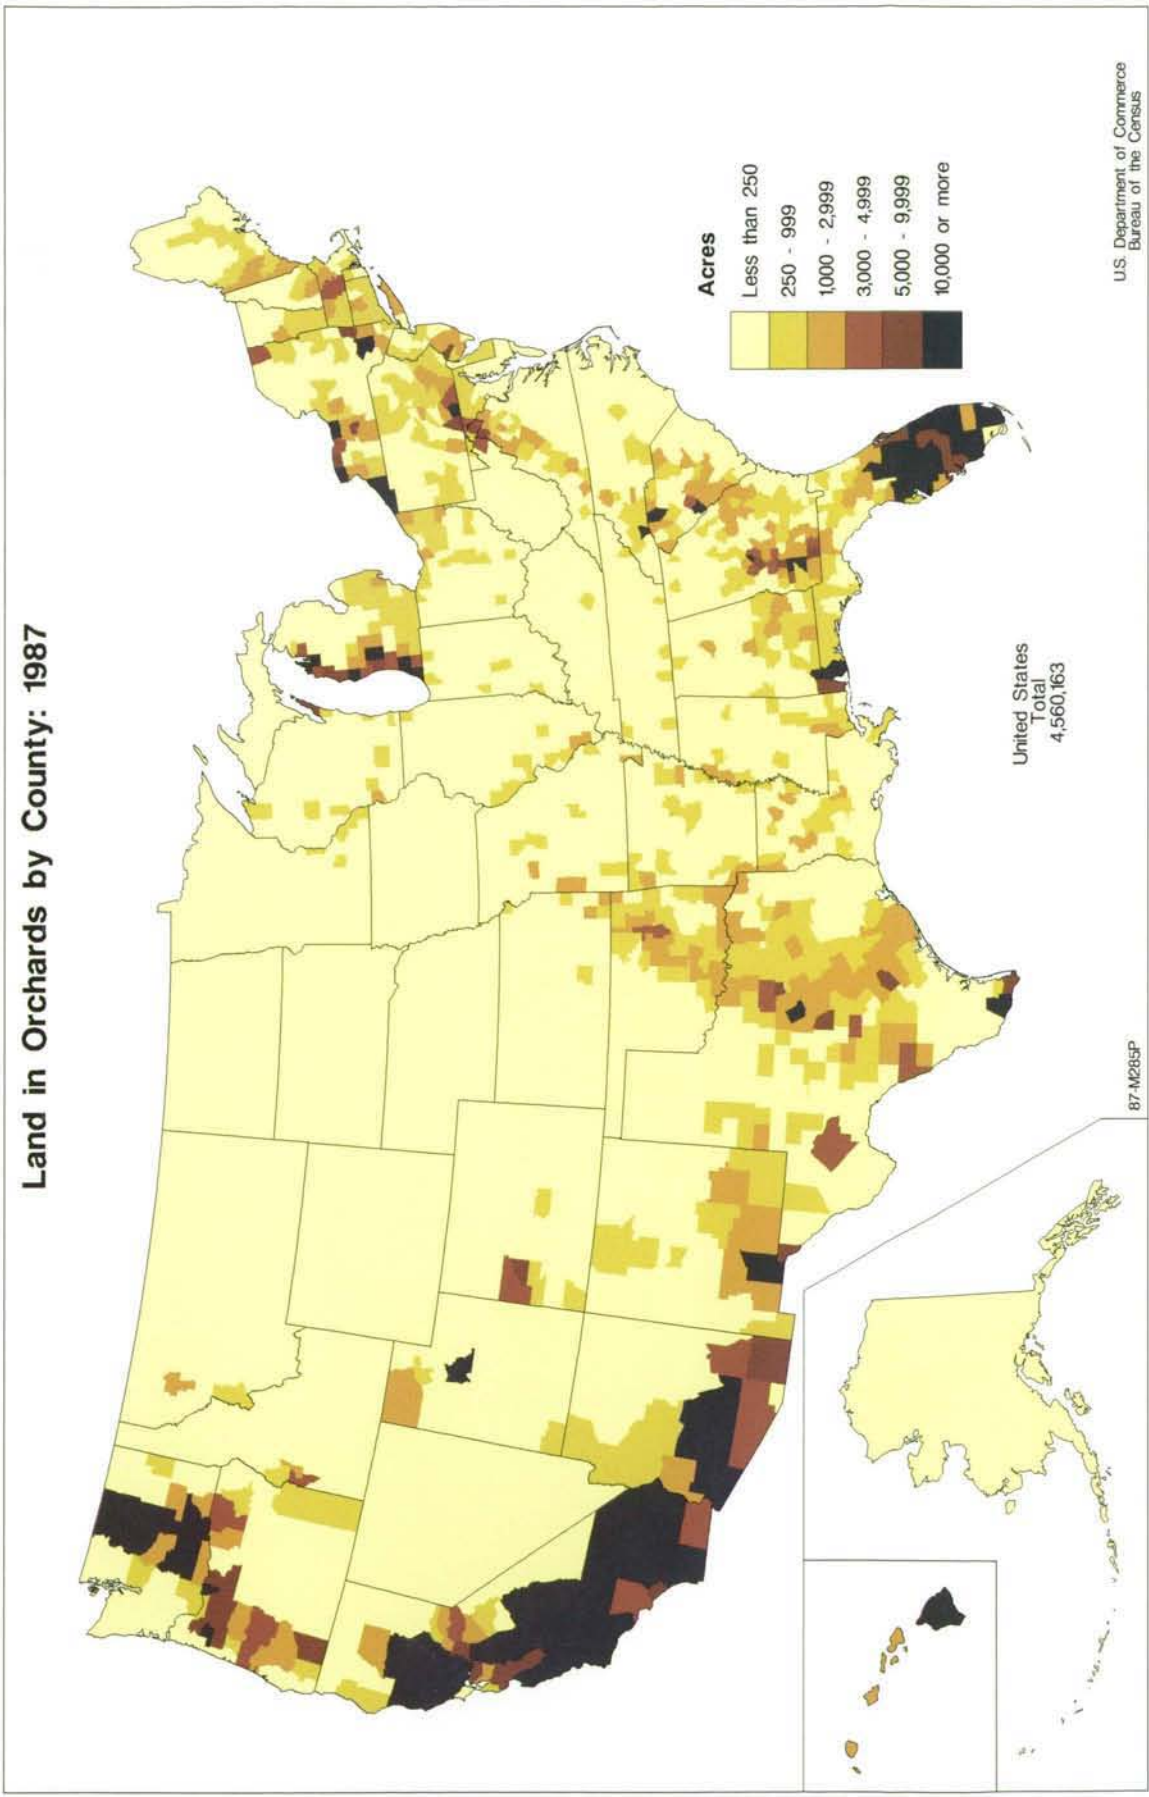 Land in Orchards by County: 1987
Acres
Less than 250
250 - 999
1,000 - 2,999
3,000 - 4,999
5,000 - 9,999
10,000 or more
United States
Total
4,560,163
87-M285P
U.S. Department of Commerce
Bureau of the Census